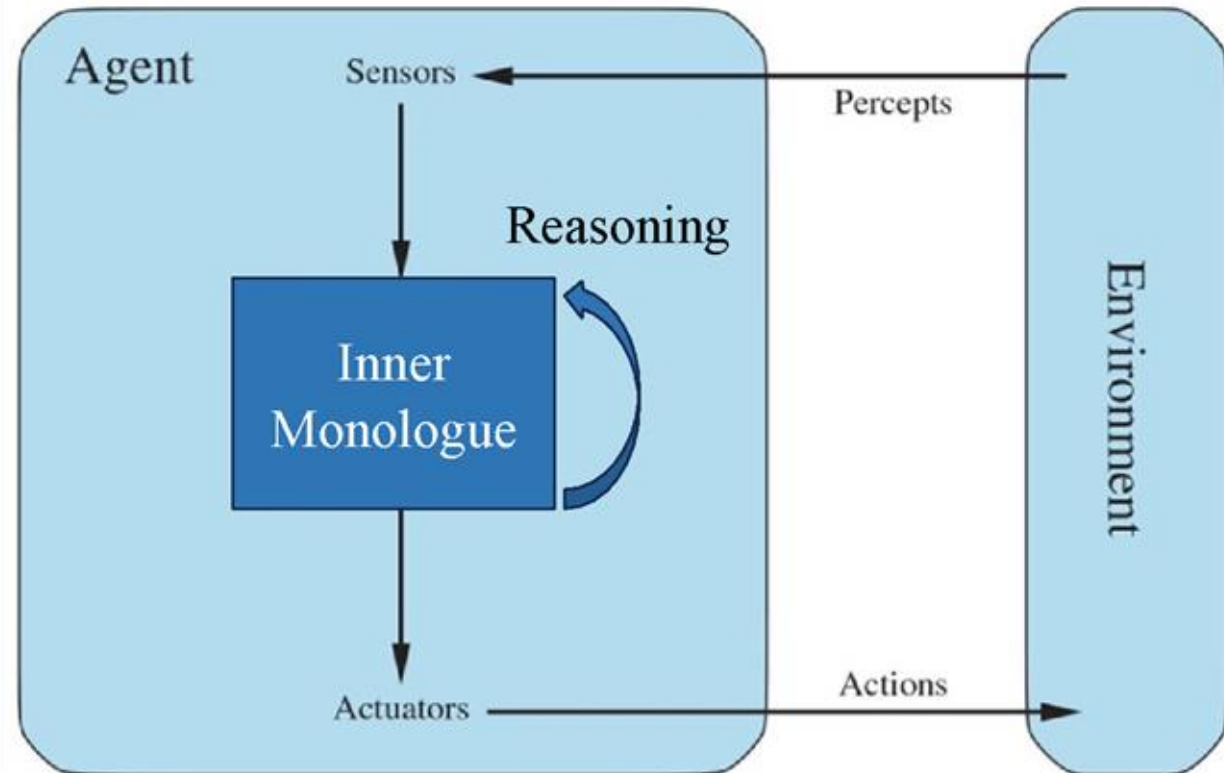 Agent
Sensors
Percepts
Reasoning
Inner
Monologue
Environment
Actuators
Actions